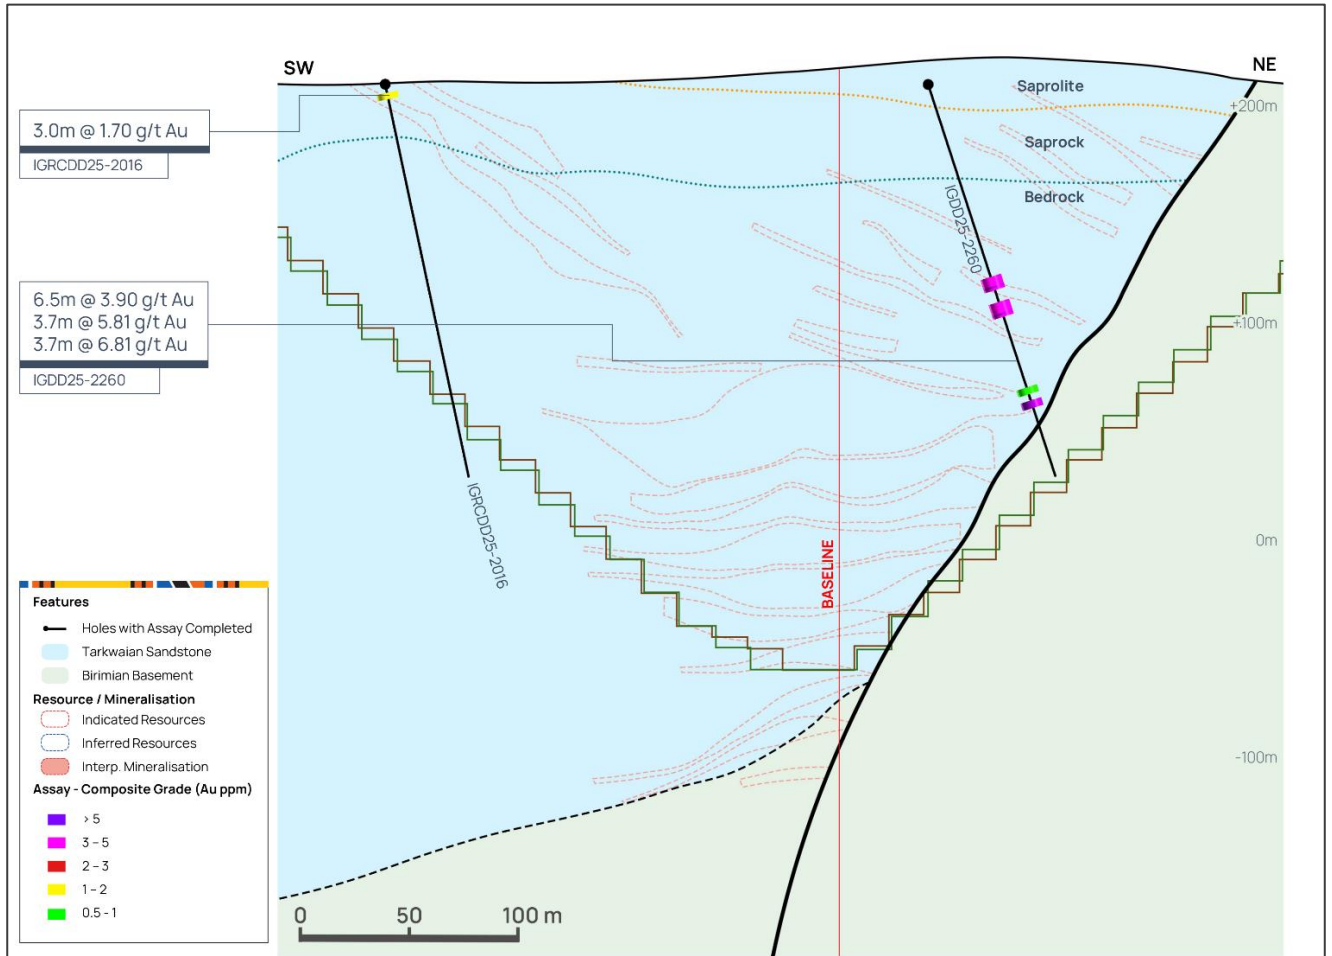 SW
NE
Saprolite
+200m
3.0m @ 1.70 g/t Au
IGRCDD25-2016
Saprock
Bedrock
IGDD25-2260
6.5m @ 3.90 g/t Au
3.7m @ 5.81 g/t Au
3.7m @ 6.81 g/t Au
IGDD25-2260
+100m
IGRCDD25-2016
0m
BASELINE
-100m
Features
Holes with Assay Completed
Tarkwaian Sandstone
Birimian Basement
Resource / Mineralisation
Indicated Resources
Inferred Resources
Interp. Mineralisation
Assay - Composite Grade (Au ppm)
> 5
3 - 5
2 - 3
1 - 2
0.5 - 1
0 50 100 m